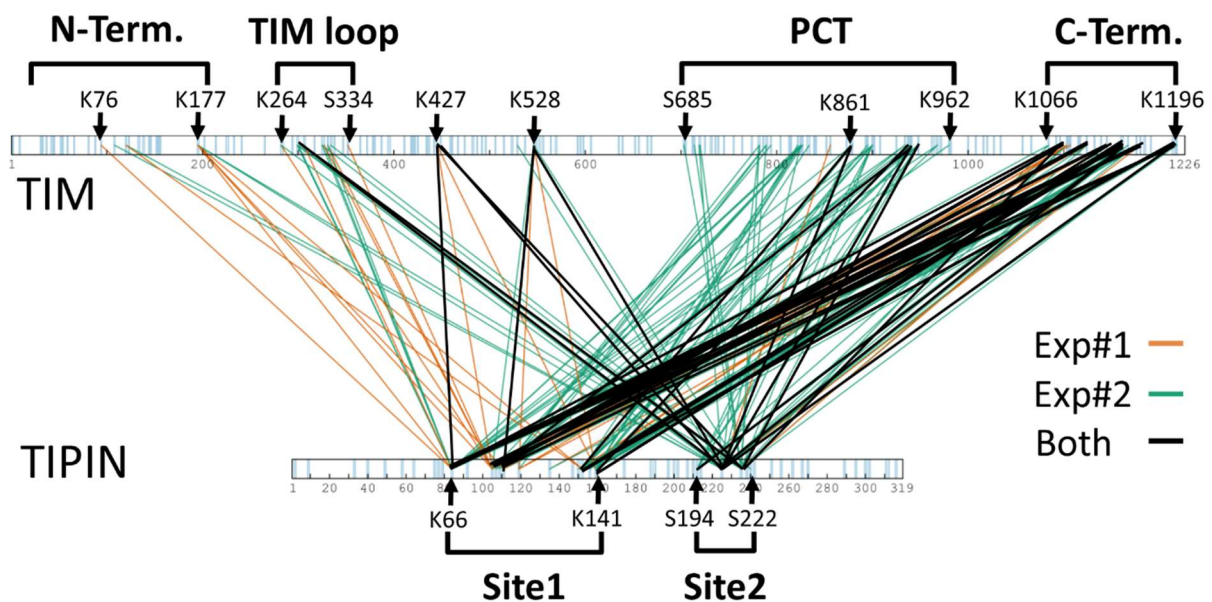 N-Term. TIM loop PCT C-Term.
K76 K177 K264 S334 K427 K528 S685 K861 K962 K1066 K1196
1 200 400 600 800 1000 1226
TIM
Exp#1
Exp#2
Both
TIPIN
1 20 40 60 80 100 120 140 160 180 200 220 240 260 280 300 319
K66 K141 S194 S222
Site1 Site2